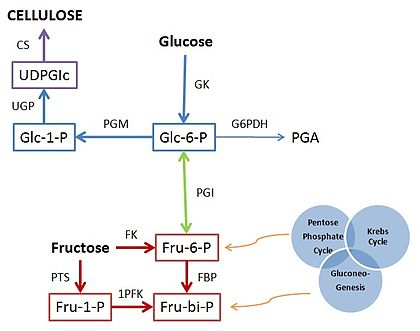 CELLULOSE
CS
Glucose
UDPGlc
GK
UGP
Glc-1-P
PGM
Glc-6-P
G6PDH
PGA
PGI
Pentose
Phosphate
Cycle
Krebs
Cycle
Gluconeo-
Genesis
Fructose
FK
Fru-6-P
PTS
FBP
Fru-1-P
1PFK
Fru-bi-P